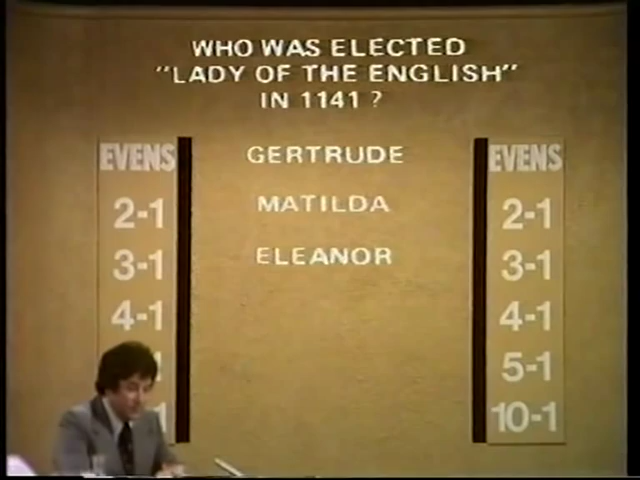 WHO WAS ELECTED
"LADY OF THE ENGLISH"
IN 1141 ?
EVENS GERTRUDE EVENS
2-1 MATILDA 2-1
3-1 ELEANOR 3-1
4-1 4-1
5-1
10-1